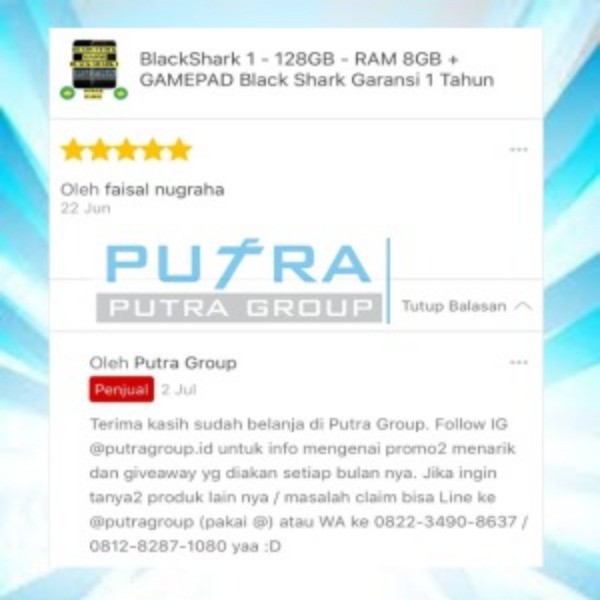 BlackShark 1 - 128GB - RAM 8GB +
GAMEPAD Black Shark Garansi 1 Tahun
Oleh faisal nugraha
22 Jun
PUTRA
PUTRA GROUP
Tutup Balasan
Oleh Putra Group
Penjual 2 Jul
Terima kasih sudah belanja di Putra Group. Follow IG
@putragroup.id untuk info mengenai promo2 menarik
dan giveaway yg diakan setiap bulan nya. Jika ingin
tanya2 produk lain nya / masalah claim bisa Line ke
@putragroup (pakai @) atau WA ke 0822-3490-8637 /
0812-8287-1080 yaa :D